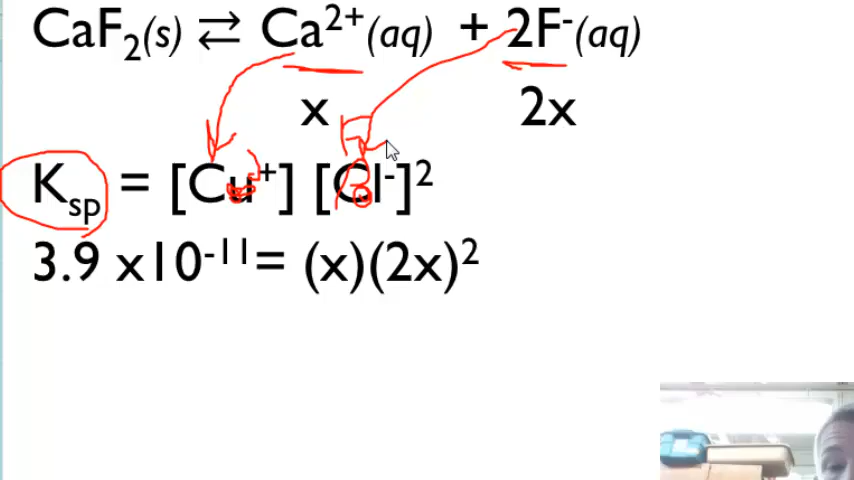 CaF₂(s) ⇄ Ca²⁺(aq) + 2F⁻(aq)
x 2x
Kₛₚ = [Cu⁺] [Cl⁻]²
3.9 x10⁻¹¹= (x)(2x)²